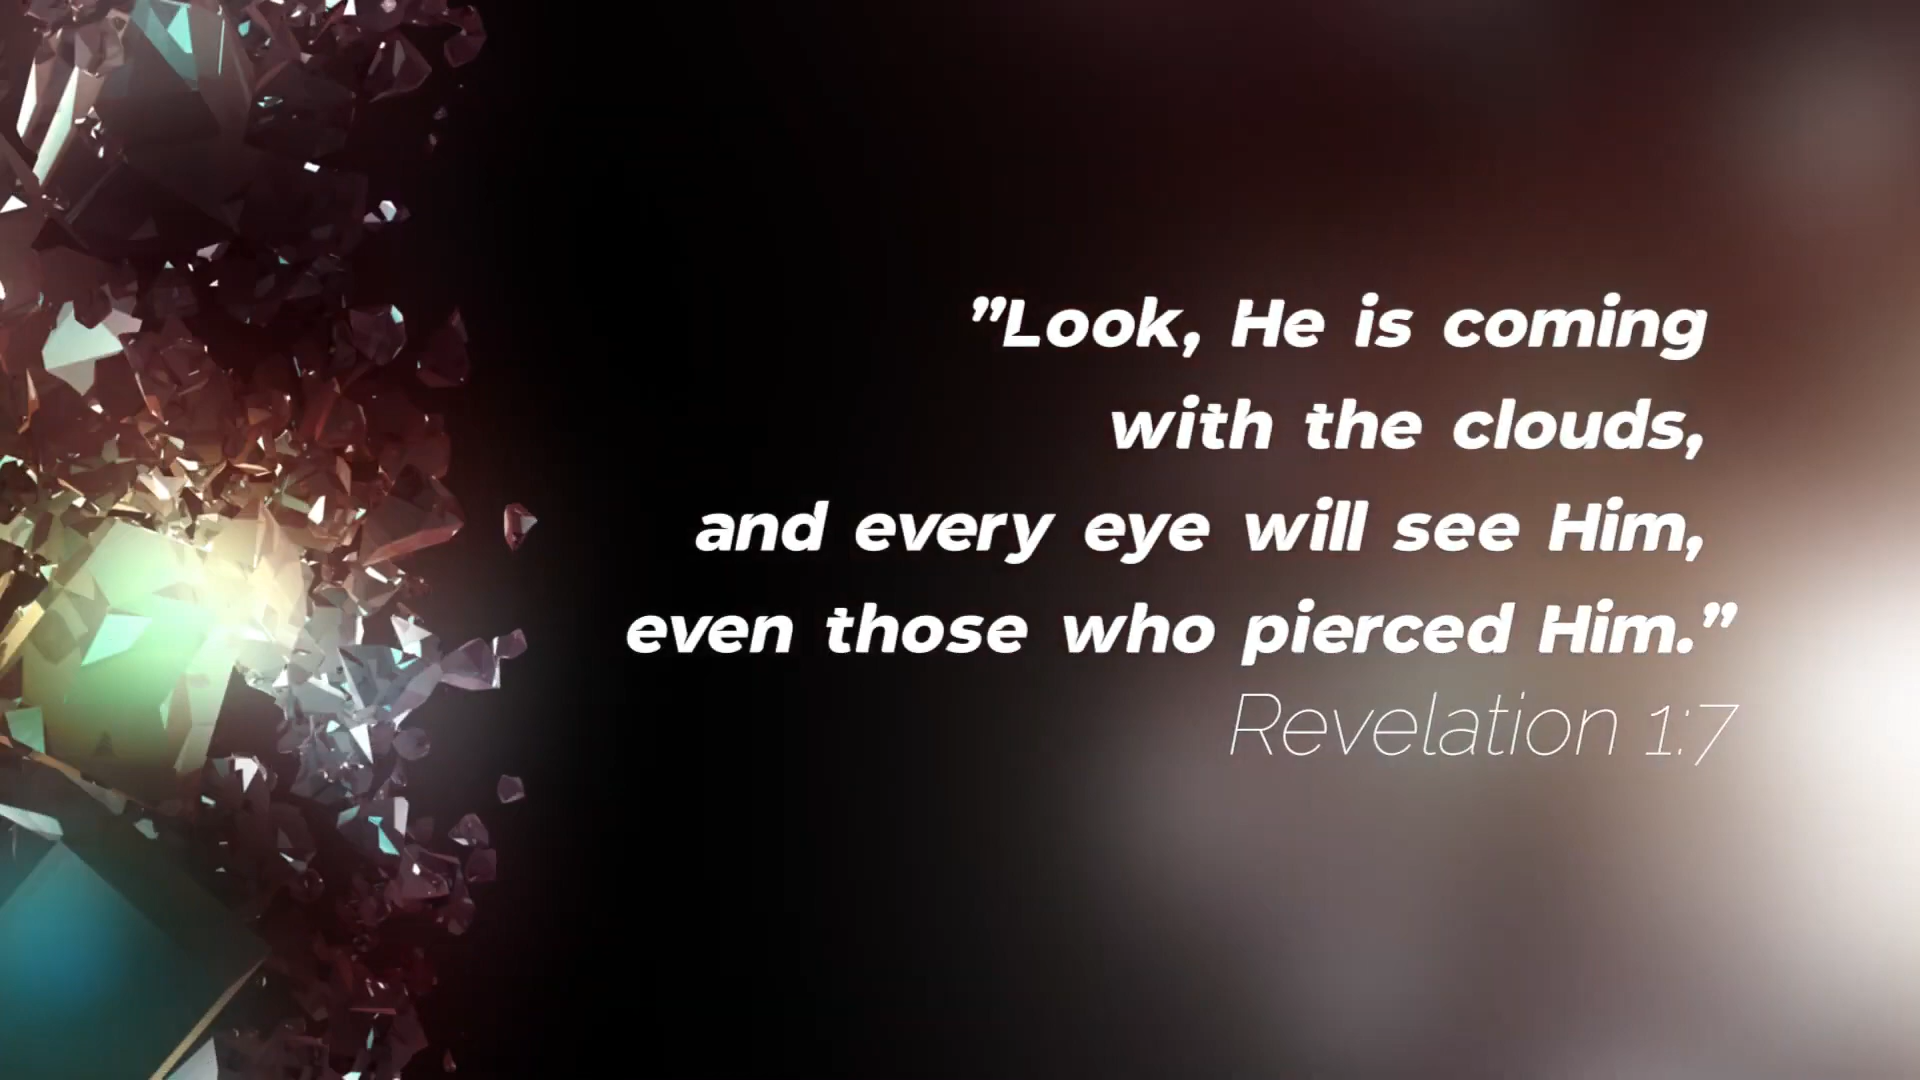 ”Look, He is coming
with the clouds,
and every eye will see Him,
even those who pierced Him.”
Revelation 1:7